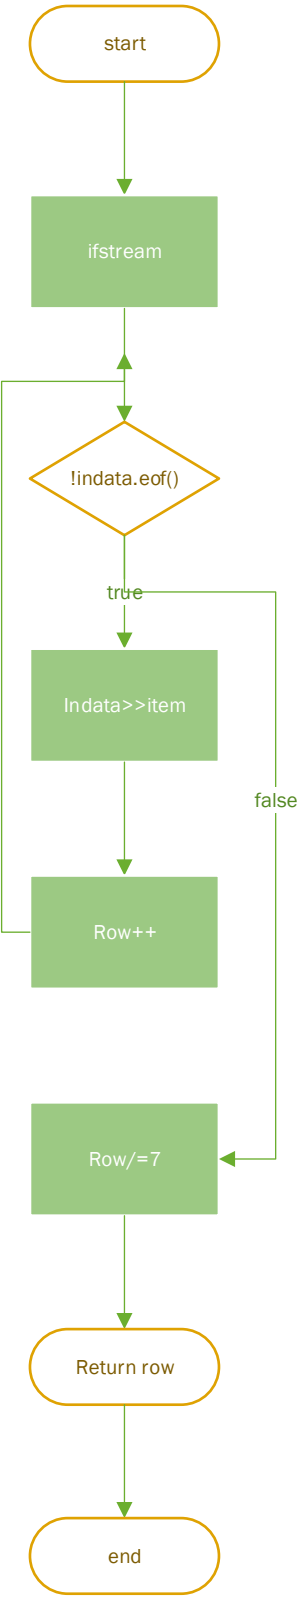 start
ifstream
!indata.eof()
true
Indata>>item
false
Row++
Row/=7
Return row
end